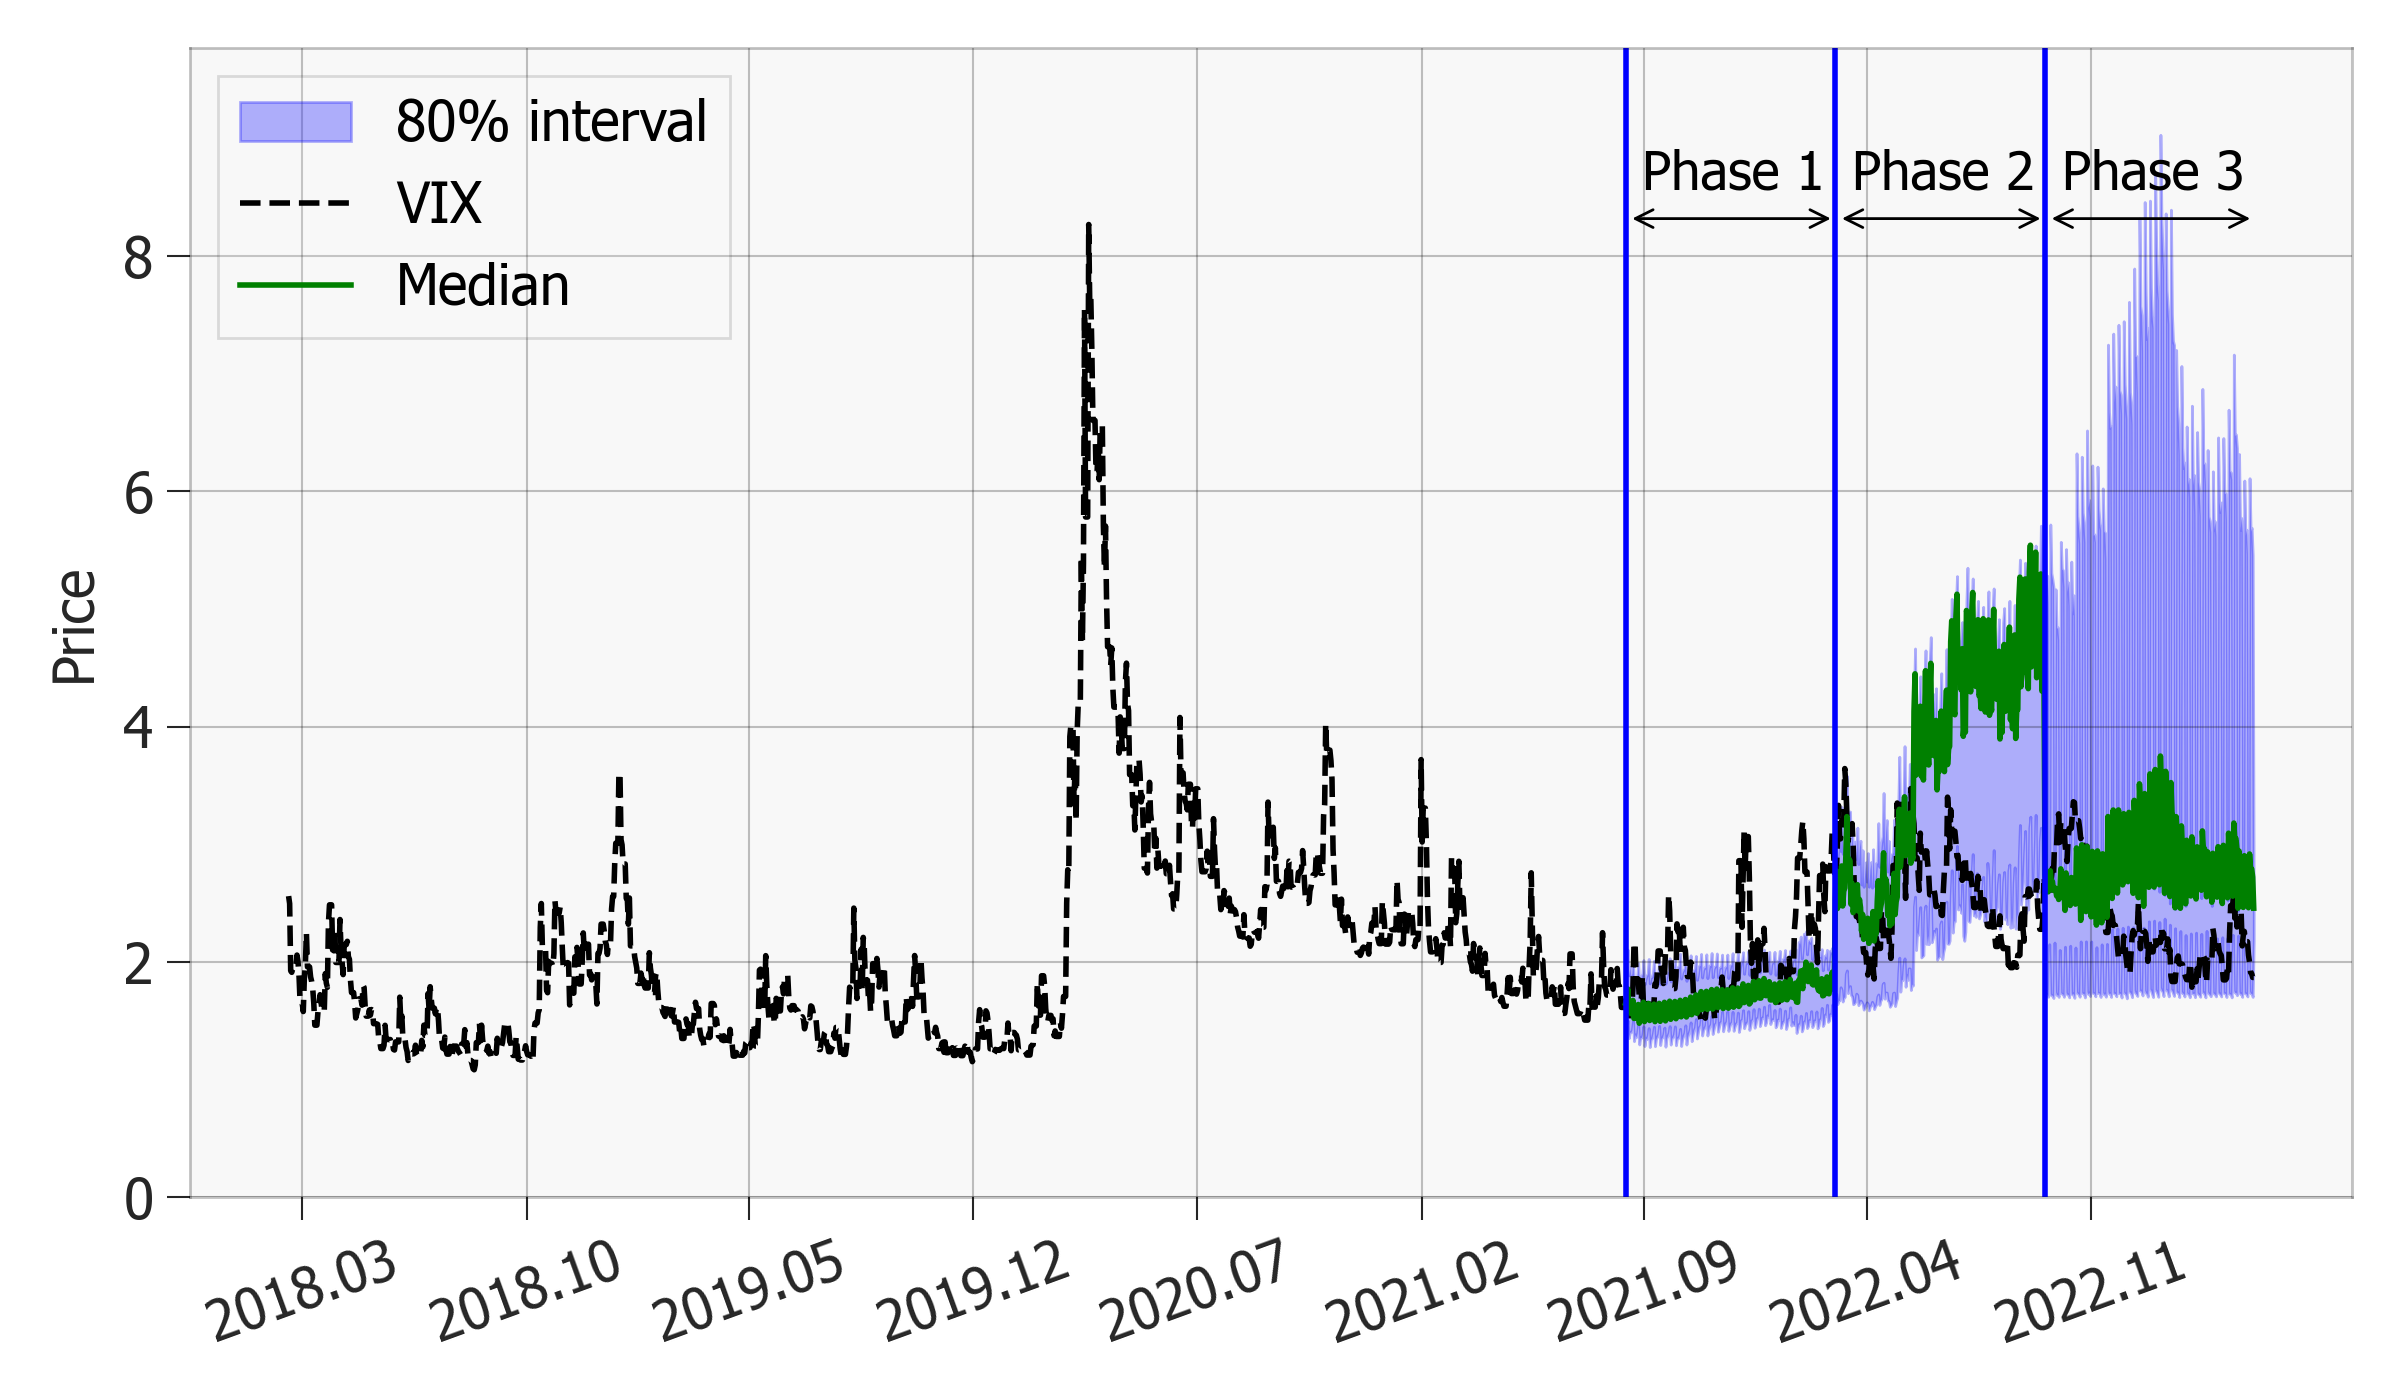 80% interval
VIX
Median
Phase 1
Phase 2
Phase 3
Price
8
6
4
2
0
2018.03
2018.10
2019.05
2019.12
2020.07
2021.02
2021.09
2022.04
2022.11